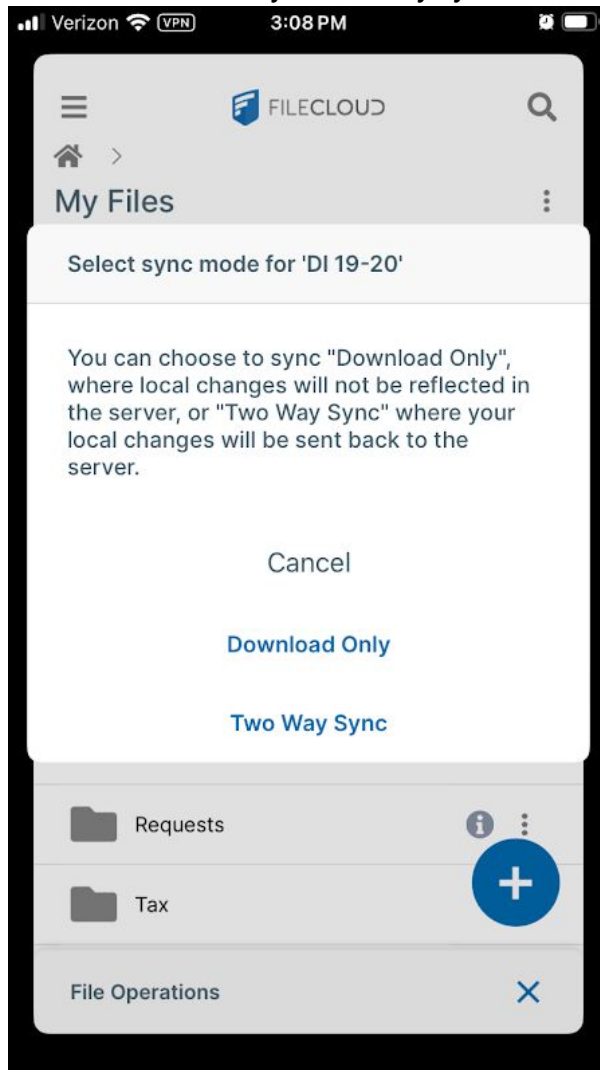 Verizon VPN 3:08 PM
FILECLOUD
My Files
Select sync mode for 'DI 19-20'
You can choose to sync "Download Only",
where local changes will not be reflected in
the server, or "Two Way Sync" where your
local changes will be sent back to the
server.
Cancel
Download Only
Two Way Sync
Requests
Tax
File Operations